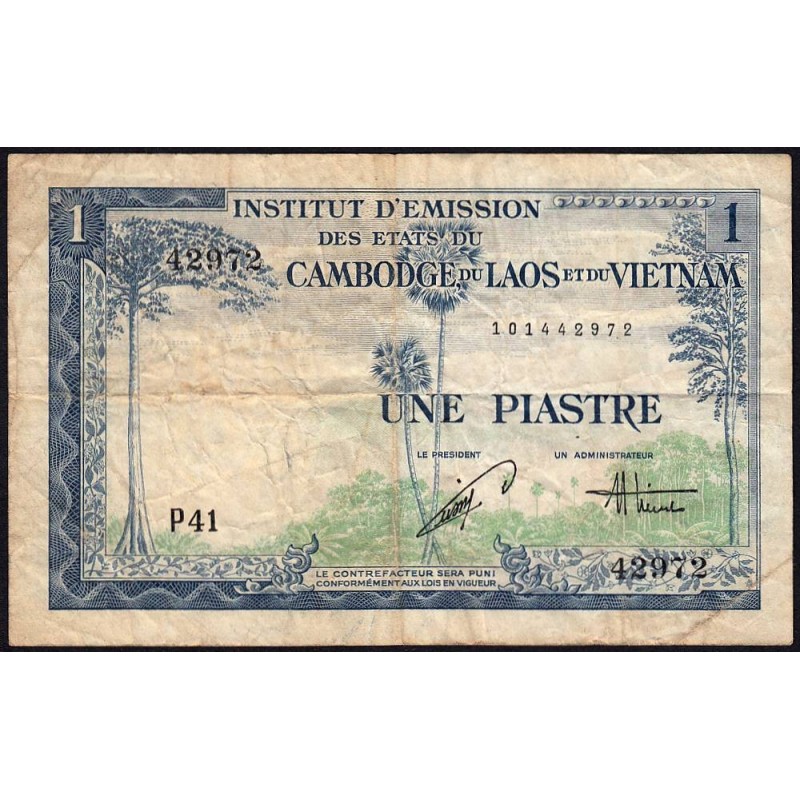 1 INSTITUT D'EMISSION 1
DES ETATS DU
42972
CAMBODGE, DU LAOS ET DU VIETNAM
101442972
UNE PIASTRE
LE PRESIDENT UN ADMINISTRATEUR
P41
42972
LE CONTREFACTEUR SERA PUNI
CONFORMÉMENT AUX LOIS EN VIGUEUR